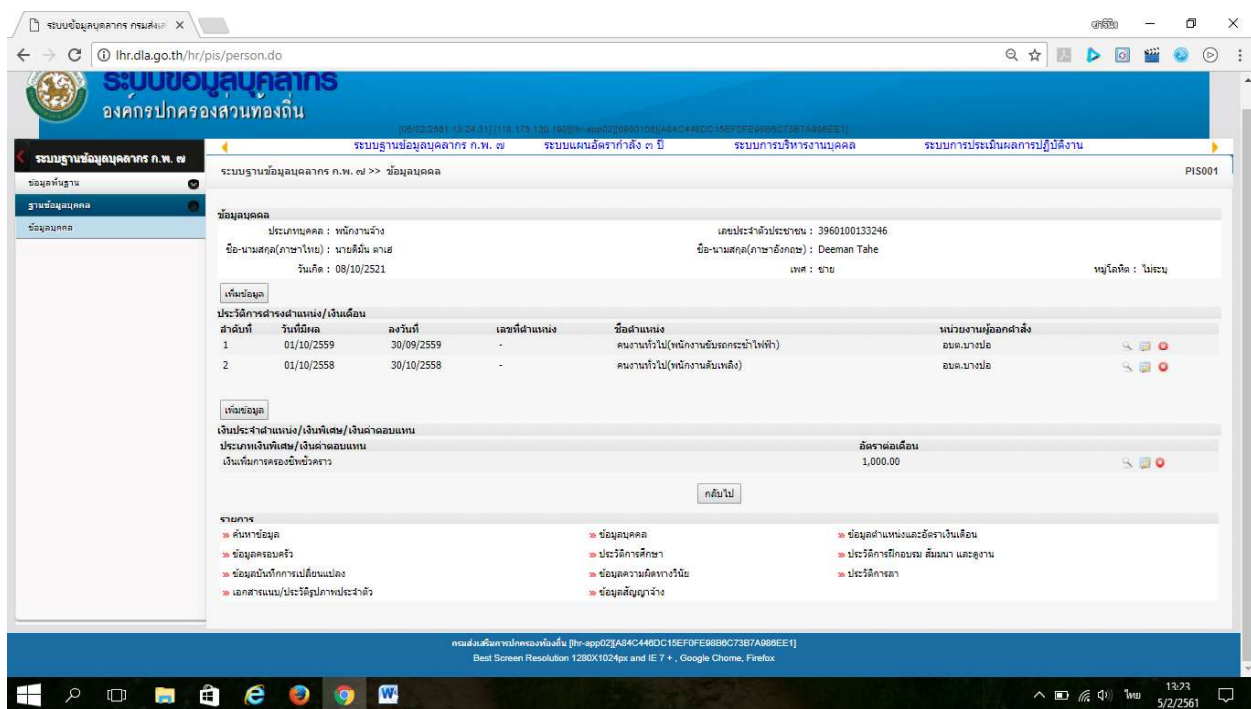 ระบบข้อมูลบุคลากร กรมส่งเส
lhr.dla.go.th/hr/pis/person.do
ระบบข้อมูลบุคลากร
องค์กรปกครองส่วนท้องถิ่น
ระบบฐานข้อมูลบุคลากร ก.พ. ๗ ระบบแผนอัตรากำลัง ๓ ปี ระบบการบริหารงานบุคคล ระบบการประเมินผลการปฏิบัติงาน
ระบบฐานข้อมูลบุคลากร ก.พ. ๗
ข้อมูลพื้นฐาน
ฐานข้อมูลบุคคล
ข้อมูลบุคคล
ระบบฐานข้อมูลบุคลากร ก.พ. ๗ >> ข้อมูลบุคคล PIS001
ข้อมูลบุคคล
ประเภทบุคคล : พนักงานจ้าง เลขประจำตัวประชาชน : 3960100133246
ชื่อ-นามสกุล(ภาษาไทย) : นายดีมั่น ตาเฮ ชื่อ-นามสกุล(ภาษาอังกฤษ) : Deeman Tahe
วันเกิด : 08/10/2521 เพศ : ชาย หมู่โลหิต : ไม่ระบุ
เพิ่มข้อมูล
ประวัติการดำรงตำแหน่ง/เงินเดือน
ลำดับที่ วันที่มีผล ลงวันที่ เลขที่ตำแหน่ง ชื่อตำแหน่ง หน่วยงานผู้ออกคำสั่ง
1 01/10/2559 30/09/2559 - คนงานทั่วไป(พนักงานขับรถกระเช้าไฟฟ้า) อบต.บางปอ
2 01/10/2558 30/10/2558 - คนงานทั่วไป(พนักงานดับเพลิง) อบต.บางปอ
เพิ่มข้อมูล
เงินประจำตำแหน่ง/เงินพิเศษ/เงินค่าตอบแทน
ประเภทเงินพิเศษ/เงินค่าตอบแทน อัตราต่อเดือน
เงินเพิ่มการครองชีพชั่วคราว 1,000.00
กลับไป
รายการ
» ค้นหาข้อมูล » ข้อมูลบุคคล » ข้อมูลตำแหน่งและอัตราเงินเดือน
» ข้อมูลครอบครัว » ประวัติการศึกษา » ประวัติการฝึกอบรม สัมมนา และดูงาน
» ข้อมูลบันทึกการเปลี่ยนแปลง » ข้อมูลความผิดทางวินัย » ประวัติการลา
» เอกสารแนบ/ประวัติรูปภาพประจำตัว » ข้อมูลสัญญาจ้าง
กรมส่งเสริมการปกครองท้องถิ่น [lhr-app02][A84C446DC15EF0FE98B6C73B7A986EE1]
Best Screen Resolution 1280X1024px and IE 7 + , Google Chome, Firefox
ไทย 13:23
5/2/2561